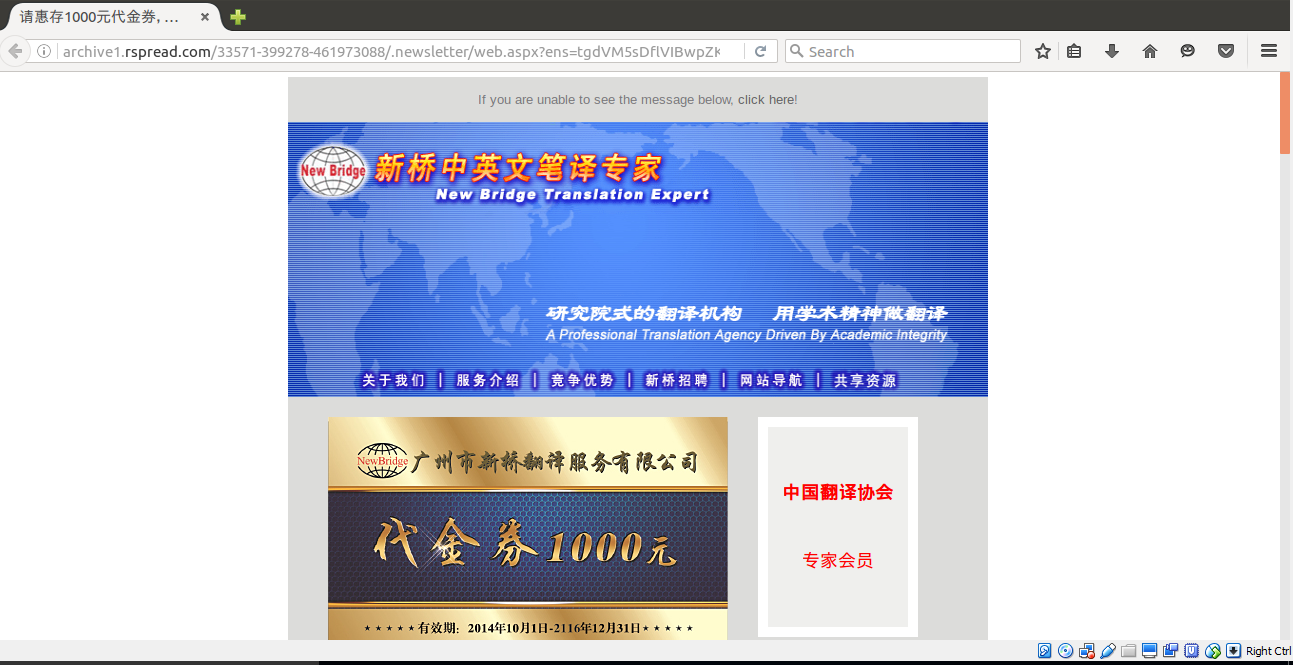 请惠存1000元代金券, ...
archive1.rspread.com/33571-399278-461973088/.newsletter/web.aspx?ens=tgdVM5sDflVIBwpZK
Search
If you are unable to see the message below, click here!
New Bridge
新桥中英文笔译专家
New Bridge Translation Expert
研究院式的翻译机构 用学术精神做翻译
A Professional Translation Agency Driven By Academic Integrity
关于我们 | 服务介绍 | 竞争优势 | 新桥招聘 | 网站导航 | 共享资源
NewBridge 广州市新桥翻译服务有限公司
代金券1000元
★★★★★有效期：2014年10月1日-2116年12月31日★★★★★
中国翻译协会
专家会员
Right Ctrl